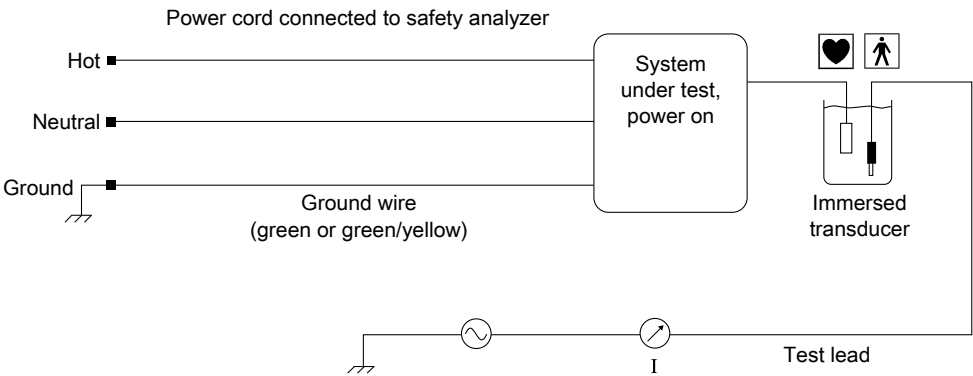 Power cord connected to safety analyzer
Hot
Neutral
Ground
Ground wire
(green or green/yellow)
System
under test,
power on
Immersed
transducer
Test lead
I